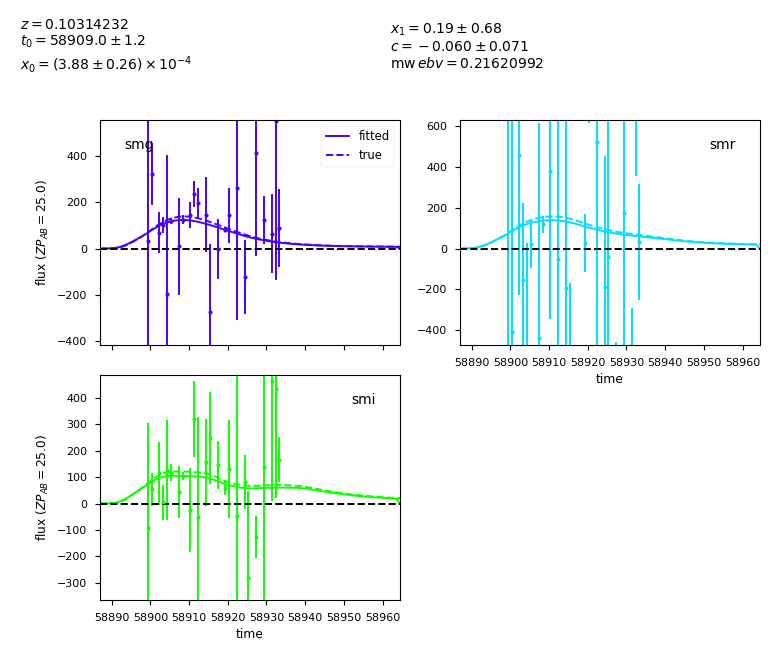 z = 0.10314232
t₀ = 58909.0 ± 1.2
x₀ = (3.88 ± 0.26) × 10⁻⁴
x₁ = 0.19 ± 0.68
c = −0.060 ± 0.071
mw ebv = 0.21620992
smg
fitted
true
400
200
0
−200
−400
flux (ZP_AB = 25.0)
smr
600
400
200
0
−200
−400
58890 58900 58910 58920 58930 58940 58950 58960
time
smi
400
300
200
100
0
−100
−200
−300
flux (ZP_AB = 25.0)
58890 58900 58910 58920 58930 58940 58950 58960
time